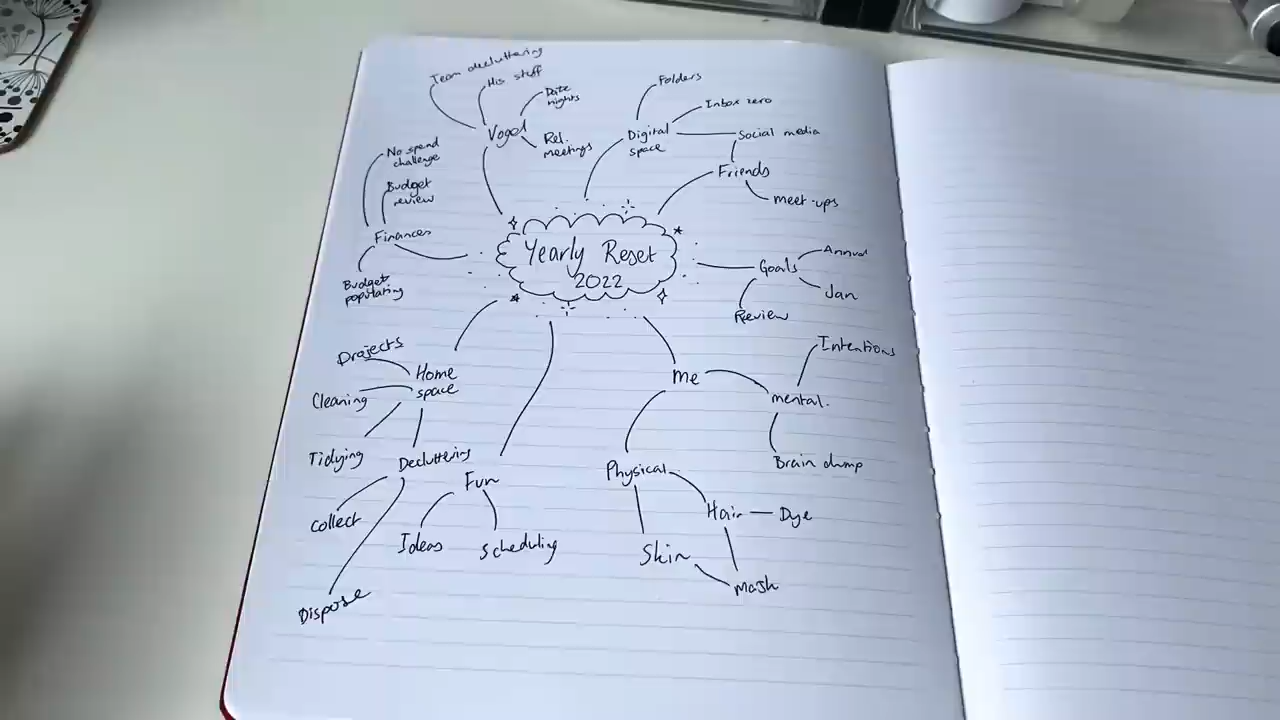 Team decluttering
His stuff
Date
nights
Vogel
Rel.
meetings
Folders
Inbox zero
Digital
space
Social media
Friends
meet-ups
No spend
challenge
Budget
review
Finances
Budget
populating
Yearly Reset
2022
Goals
Annual
Jan
Review
Projects
Home
space
Cleaning
Tidying
Decluttering
Collect
Dispose
Fun
Ideas
Scheduling
Me
Intentions
mental.
Brain dump
Physical
Hair
Dye
Skin
mask